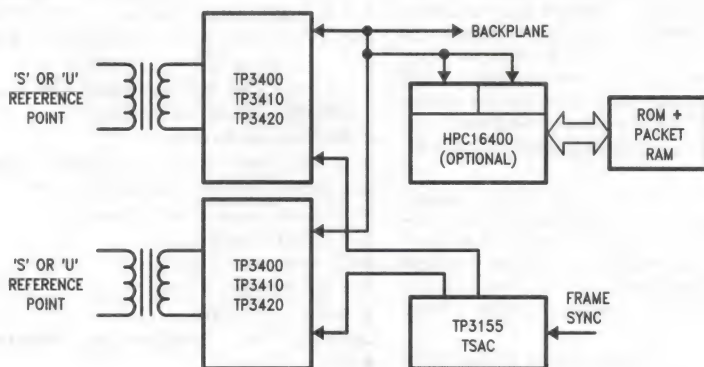 BACKPLANE
'S' OR 'U'
REFERENCE
POINT
TP3400
TP3410
TP3420
HPC16400
(OPTIONAL)
ROM +
PACKET
RAM
'S' OR 'U'
REFERENCE
POINT
TP3400
TP3410
TP3420
TP3155
TSAC
FRAME
SYNC